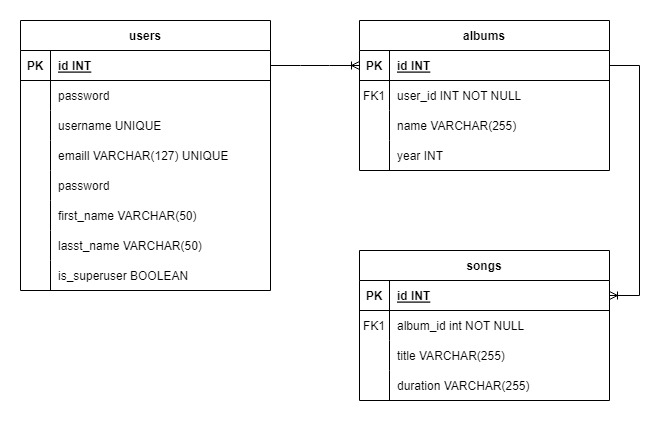 users
PK id INT
password
username UNIQUE
emaill VARCHAR(127) UNIQUE
password
first_name VARCHAR(50)
lasst_name VARCHAR(50)
is_superuser BOOLEAN
albums
PK id INT
FK1 user_id INT NOT NULL
name VARCHAR(255)
year INT
songs
PK id INT
FK1 album_id int NOT NULL
title VARCHAR(255)
duration VARCHAR(255)